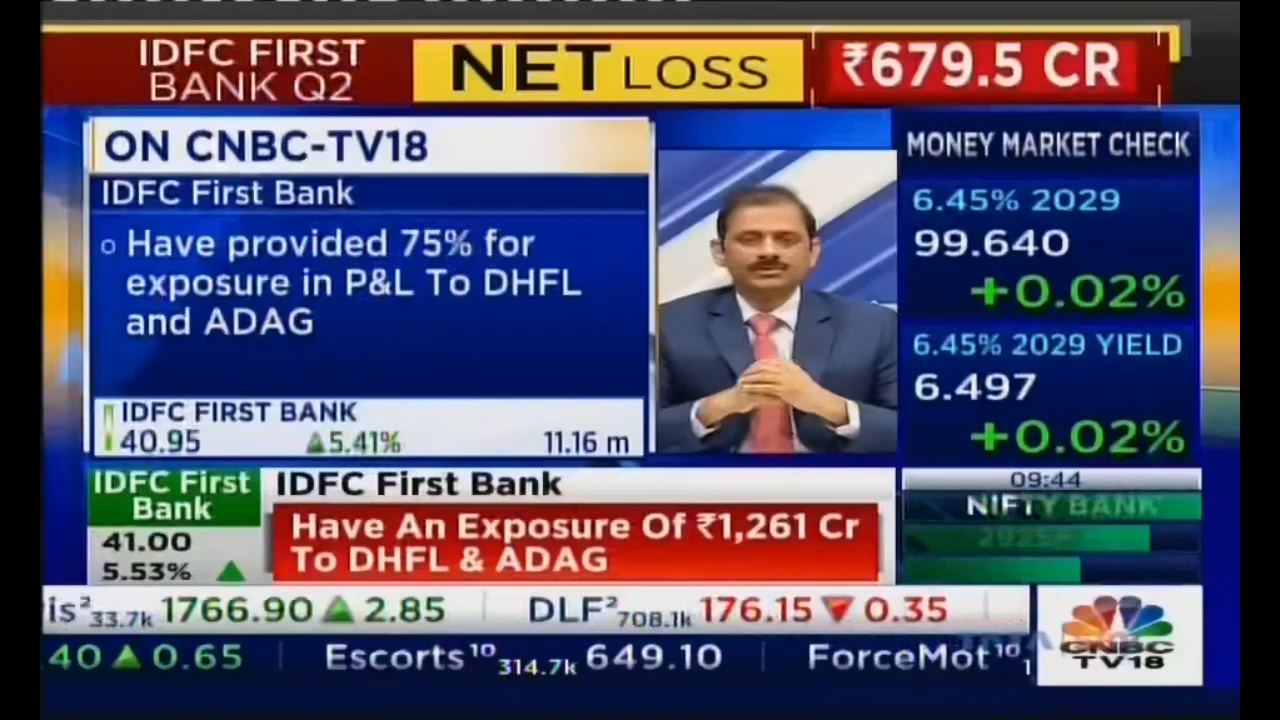 IDFC FIRST
BANK Q2
NET LOSS
₹679.5 CR
ON CNBC-TV18
IDFC First Bank
Have provided 75% for
exposure in P&L To DHFL
and ADAG
IDFC FIRST BANK
40.95 ▲5.41% 11.16 m
MONEY MARKET CHECK
6.45% 2029
99.640
+0.02%
6.45% 2029 YIELD
6.497
+0.02%
09:44
NIFTY BANK
IDFC First
Bank
41.00
5.53% ▲
IDFC First Bank
Have An Exposure Of ₹1,261 Cr
To DHFL & ADAG
is² 33.7k 1766.90 ▲ 2.85 DLF² 708.1k 176.15 ▼ 0.35
40 ▲ 0.65 Escorts¹⁰ 314.7k 649.10 ForceMot¹⁰ 1
CNBC
TV18